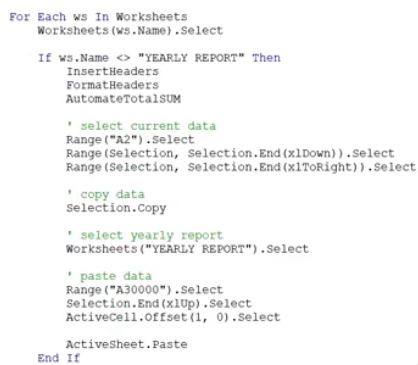 For Each ws In Worksheets
Worksheets(ws.Name).Select
If ws.Name <> "YEARLY REPORT" Then
InsertHeaders
FormatHeaders
AutomateTotalSUM
' select current data
Range("A2").Select
Range(Selection, Selection.End(xlDown)).Select
Range(Selection, Selection.End(xlToRight)).Select
' copy data
Selection.Copy
' select yearly report
Worksheets("YEARLY REPORT").Select
' paste data
Range("A30000").Select
Selection.End(xlUp).Select
ActiveCell.Offset(1, 0).Select
ActiveSheet.Paste
End If